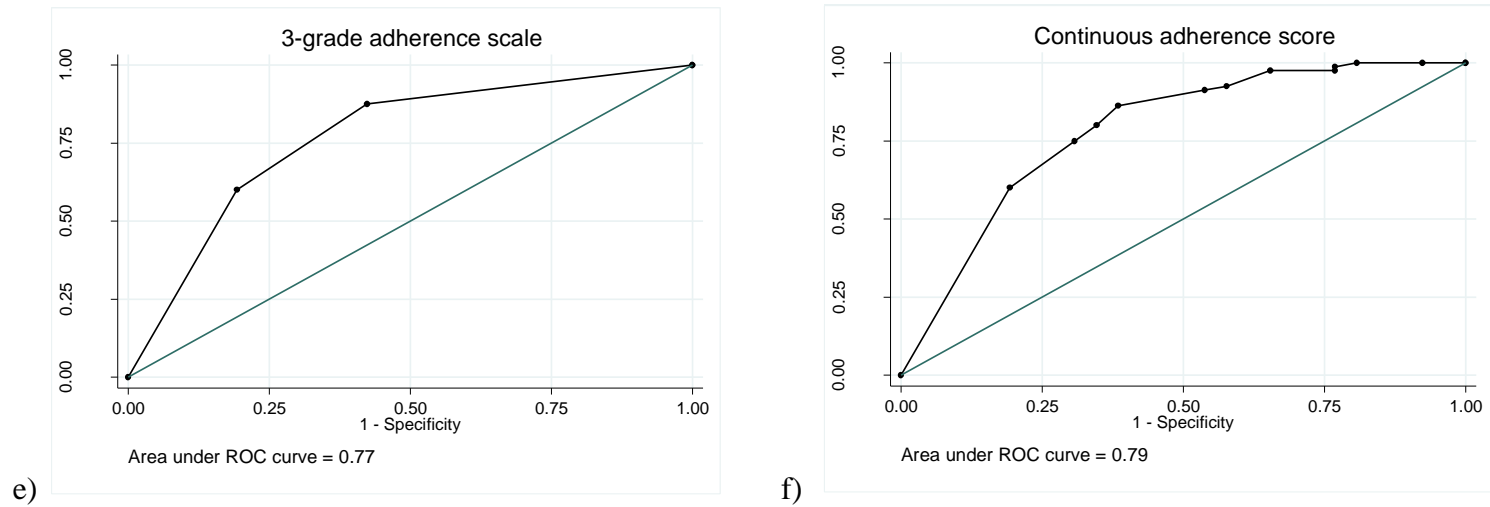 3-grade adherence scale
1.00
0.75
0.50
0.25
0.00
0.00 0.25 0.50 0.75 1.00
1 - Specificity
Area under ROC curve = 0.77
e)
Continuous adherence score
1.00
0.75
0.50
0.25
0.00
0.00 0.25 0.50 0.75 1.00
1 - Specificity
Area under ROC curve = 0.79
f)